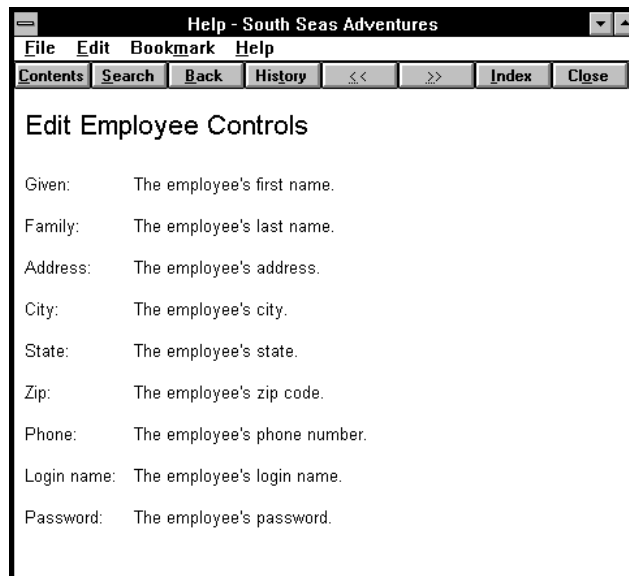 Help - South Seas Adventures
File Edit Bookmark Help
Contents Search Back History << >> Index Close
Edit Employee Controls
Given: The employee's first name.
Family: The employee's last name.
Address: The employee's address.
City: The employee's city.
State: The employee's state.
Zip: The employee's zip code.
Phone: The employee's phone number.
Login name: The employee's login name.
Password: The employee's password.